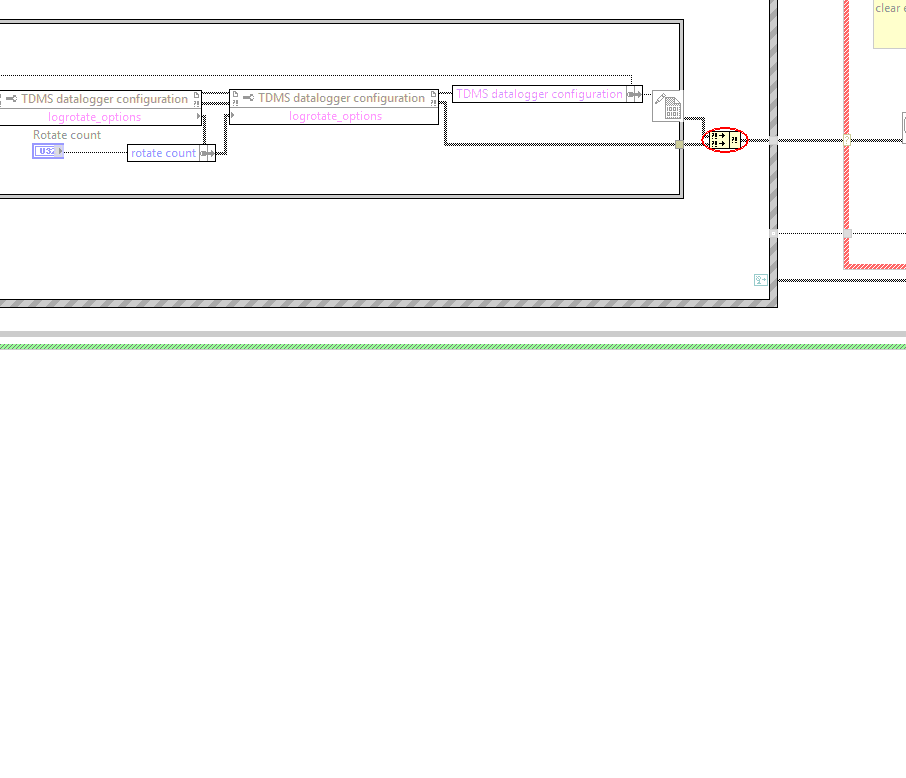 clear
TDMS datalogger configuration
TDMS datalogger configuration
TDMS datalogger configuration
logrotate_options
logrotate_options
Rotate count
U32
rotate count